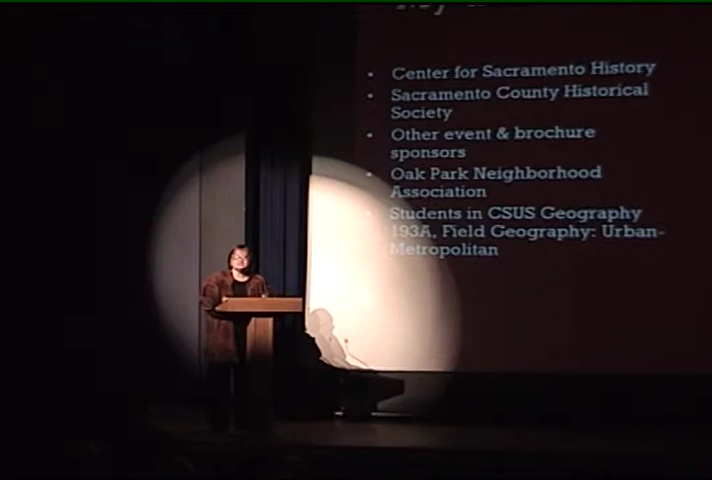 • Center for Sacramento History
• Sacramento County Historical
Society
• Other event & brochure
sponsors
• Oak Park Neighborhood
Association
• Students in CSUS Geography
193A, Field Geography: Urban-
Metropolitan